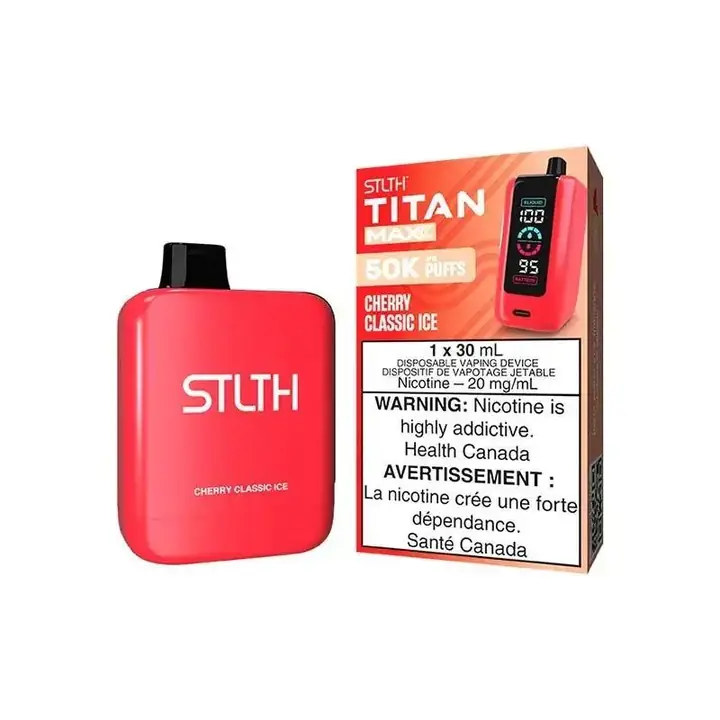 STLTH
CHERRY CLASSIC ICE
STLTH
TITAN
MAX
50K PUFFS
CHERRY
CLASSIC ICE
ELIQUID
100
95
BATTERY
1 x 30 mL
DISPOSABLE VAPING DEVICE
DISPOSITIF DE VAPOTAGE JETABLE
Nicotine – 20 mg/mL
WARNING: Nicotine is
highly addictive.
Health Canada
AVERTISSEMENT :
La nicotine crée une forte
dépendance.
Santé Canada